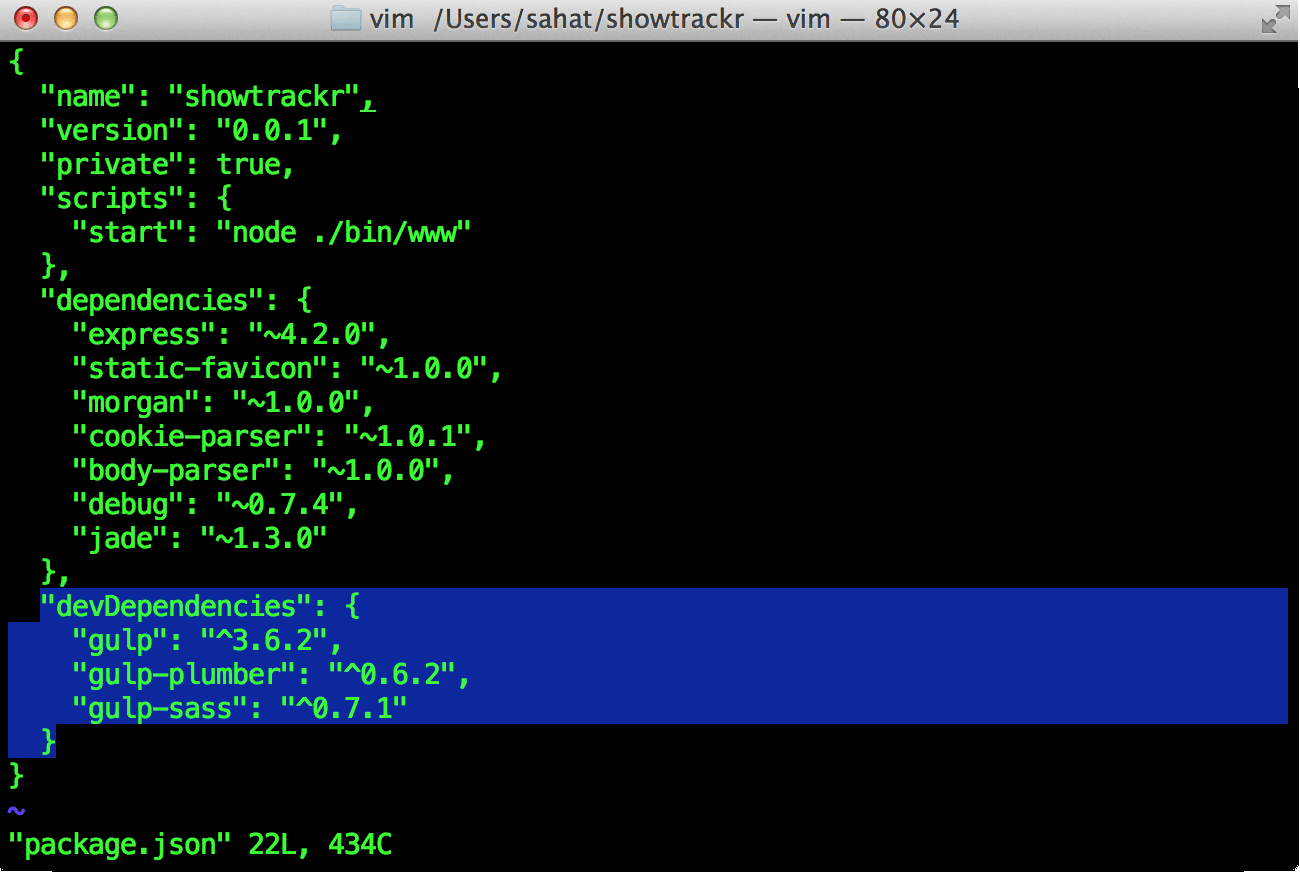 vim /Users/sahat/showtrackr — vim — 80×24
{
  "name": "showtrackr",
  "version": "0.0.1",
  "private": true,
  "scripts": {
    "start": "node ./bin/www"
  },
  "dependencies": {
    "express": "~4.2.0",
    "static-favicon": "~1.0.0",
    "morgan": "~1.0.0",
    "cookie-parser": "~1.0.1",
    "body-parser": "~1.0.0",
    "debug": "~0.7.4",
    "jade": "~1.3.0"
  },
  "devDependencies": {
    "gulp": "^3.6.2",
    "gulp-plumber": "^0.6.2",
    "gulp-sass": "^0.7.1"
  }
}
~
"package.json" 22L, 434C